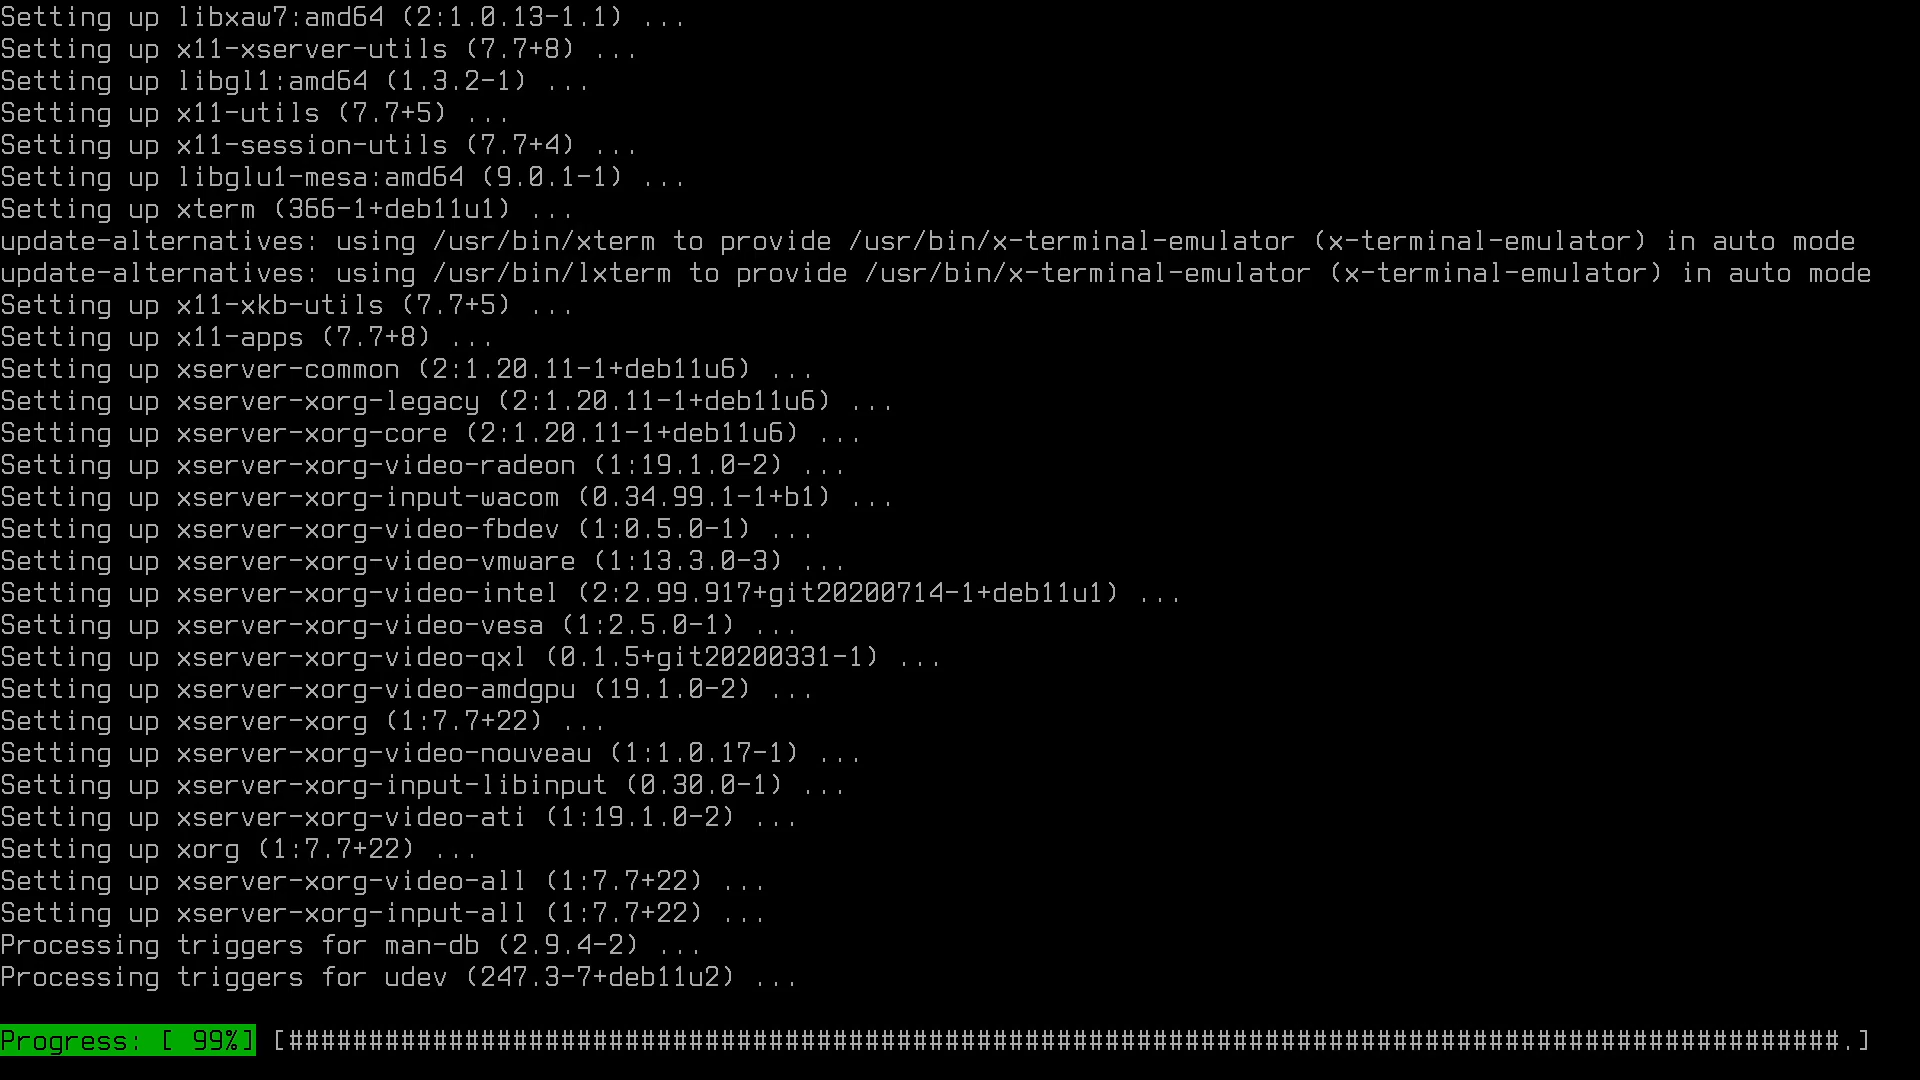 Setting up libxaw7:amd64 (2:1.0.13-1.1) ...
Setting up x11-xserver-utils (7.7+8) ...
Setting up libgl1:amd64 (1.3.2-1) ...
Setting up x11-utils (7.7+5) ...
Setting up x11-session-utils (7.7+4) ...
Setting up libglu1-mesa:amd64 (9.0.1-1) ...
Setting up xterm (366-1+deb11u1) ...
update-alternatives: using /usr/bin/xterm to provide /usr/bin/x-terminal-emulator (x-terminal-emulator) in auto mode
update-alternatives: using /usr/bin/lxterm to provide /usr/bin/x-terminal-emulator (x-terminal-emulator) in auto mode
Setting up x11-xkb-utils (7.7+5) ...
Setting up x11-apps (7.7+8) ...
Setting up xserver-common (2:1.20.11-1+deb11u6) ...
Setting up xserver-xorg-legacy (2:1.20.11-1+deb11u6) ...
Setting up xserver-xorg-core (2:1.20.11-1+deb11u6) ...
Setting up xserver-xorg-video-radeon (1:19.1.0-2) ...
Setting up xserver-xorg-input-wacom (0.34.99.1-1+b1) ...
Setting up xserver-xorg-video-fbdev (1:0.5.0-1) ...
Setting up xserver-xorg-video-vmware (1:13.3.0-3) ...
Setting up xserver-xorg-video-intel (2:2.99.917+git20200714-1+deb11u1) ...
Setting up xserver-xorg-video-vesa (1:2.5.0-1) ...
Setting up xserver-xorg-video-qxl (0.1.5+git20200331-1) ...
Setting up xserver-xorg-video-amdgpu (19.1.0-2) ...
Setting up xserver-xorg (1:7.7+22) ...
Setting up xserver-xorg-video-nouveau (1:1.0.17-1) ...
Setting up xserver-xorg-input-libinput (0.30.0-1) ...
Setting up xserver-xorg-video-ati (1:19.1.0-2) ...
Setting up xorg (1:7.7+22) ...
Setting up xserver-xorg-video-all (1:7.7+22) ...
Setting up xserver-xorg-input-all (1:7.7+22) ...
Processing triggers for man-db (2.9.4-2) ...
Processing triggers for udev (247.3-7+deb11u2) ...
Progress: [ 99%] [#################################################################################################.]